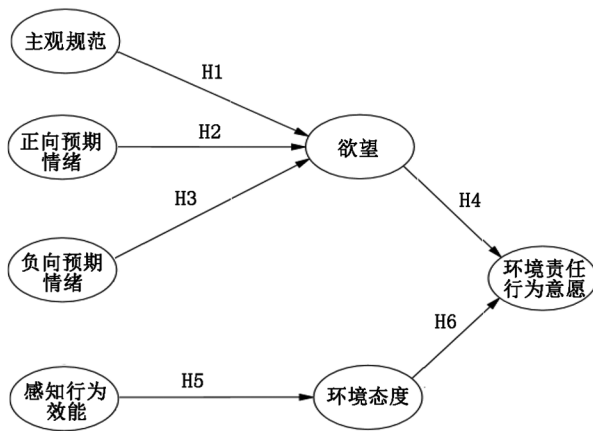 主观规范
H1
正向预期
情绪
H2
欲望
H3
H4
负向预期
情绪
环境责任
行为意愿
H6
感知行为
效能
H5
环境态度